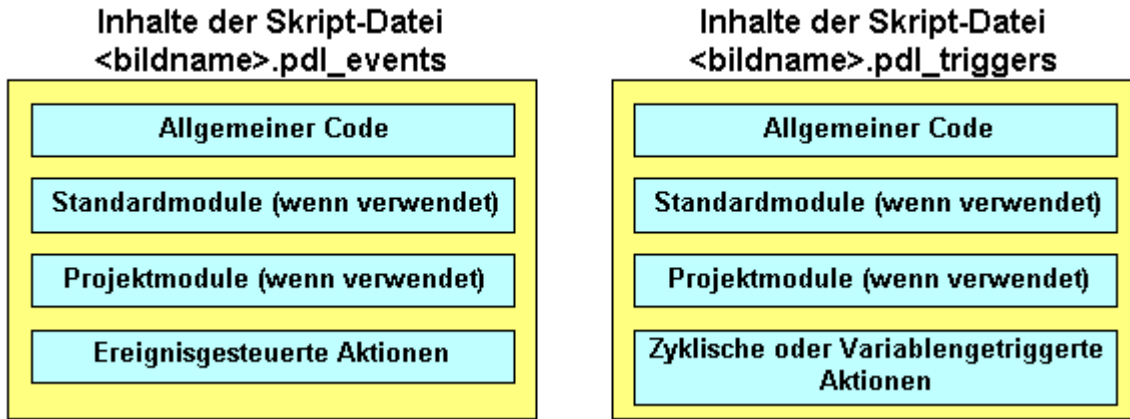 Inhalte der Skript-Datei
<bildname>.pdl_events
Allgemeiner Code
Standardmodule (wenn verwendet)
Projektmodule (wenn verwendet)
Ereignisgesteuerte Aktionen
Inhalte der Skript-Datei
<bildname>.pdl_triggers
Allgemeiner Code
Standardmodule (wenn verwendet)
Projektmodule (wenn verwendet)
Zyklische oder Variablengetriggerte
Aktionen